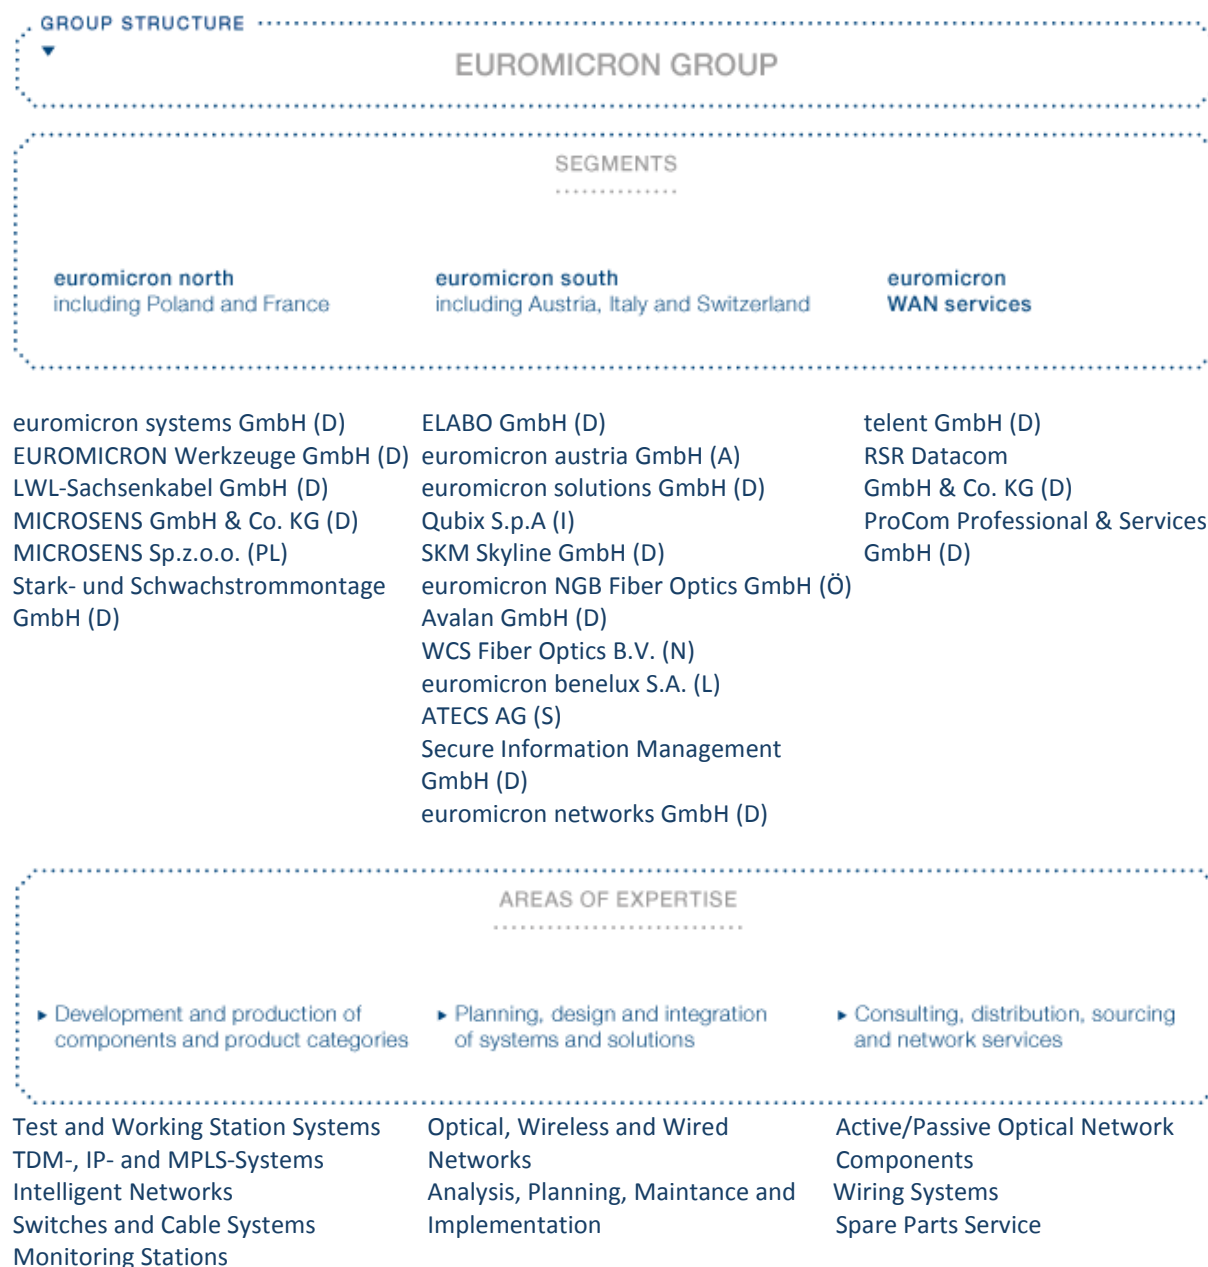 GROUP STRUCTURE
EUROMICRON GROUP
SEGMENTS
euromicron north
including Poland and France
euromicron south
including Austria, Italy and Switzerland
euromicron
WAN services
euromicron systems GmbH (D)
EUROMICRON Werkzeuge GmbH (D)
LWL-Sachsenkabel GmbH (D)
MICROSENS GmbH & Co. KG (D)
MICROSENS Sp.z.o.o. (PL)
Stark- und Schwachstrommontage
GmbH (D)
ELABO GmbH (D)
euromicron austria GmbH (A)
euromicron solutions GmbH (D)
Qubix S.p.A (I)
SKM Skyline GmbH (D)
euromicron NGB Fiber Optics GmbH (Ö)
Avalan GmbH (D)
WCS Fiber Optics B.V. (N)
euromicron benelux S.A. (L)
ATECS AG (S)
Secure Information Management
GmbH (D)
euromicron networks GmbH (D)
telent GmbH (D)
RSR Datacom
GmbH & Co. KG (D)
ProCom Professional & Services
GmbH (D)
AREAS OF EXPERTISE
Development and production of
components and product categories
Planning, design and integration
of systems and solutions
Consulting, distribution, sourcing
and network services
Test and Working Station Systems
TDM-, IP- and MPLS-Systems
Intelligent Networks
Switches and Cable Systems
Monitoring Stations
Optical, Wireless and Wired
Networks
Analysis, Planning, Maintance and
Implementation
Active/Passive Optical Network
Components
Wiring Systems
Spare Parts Service